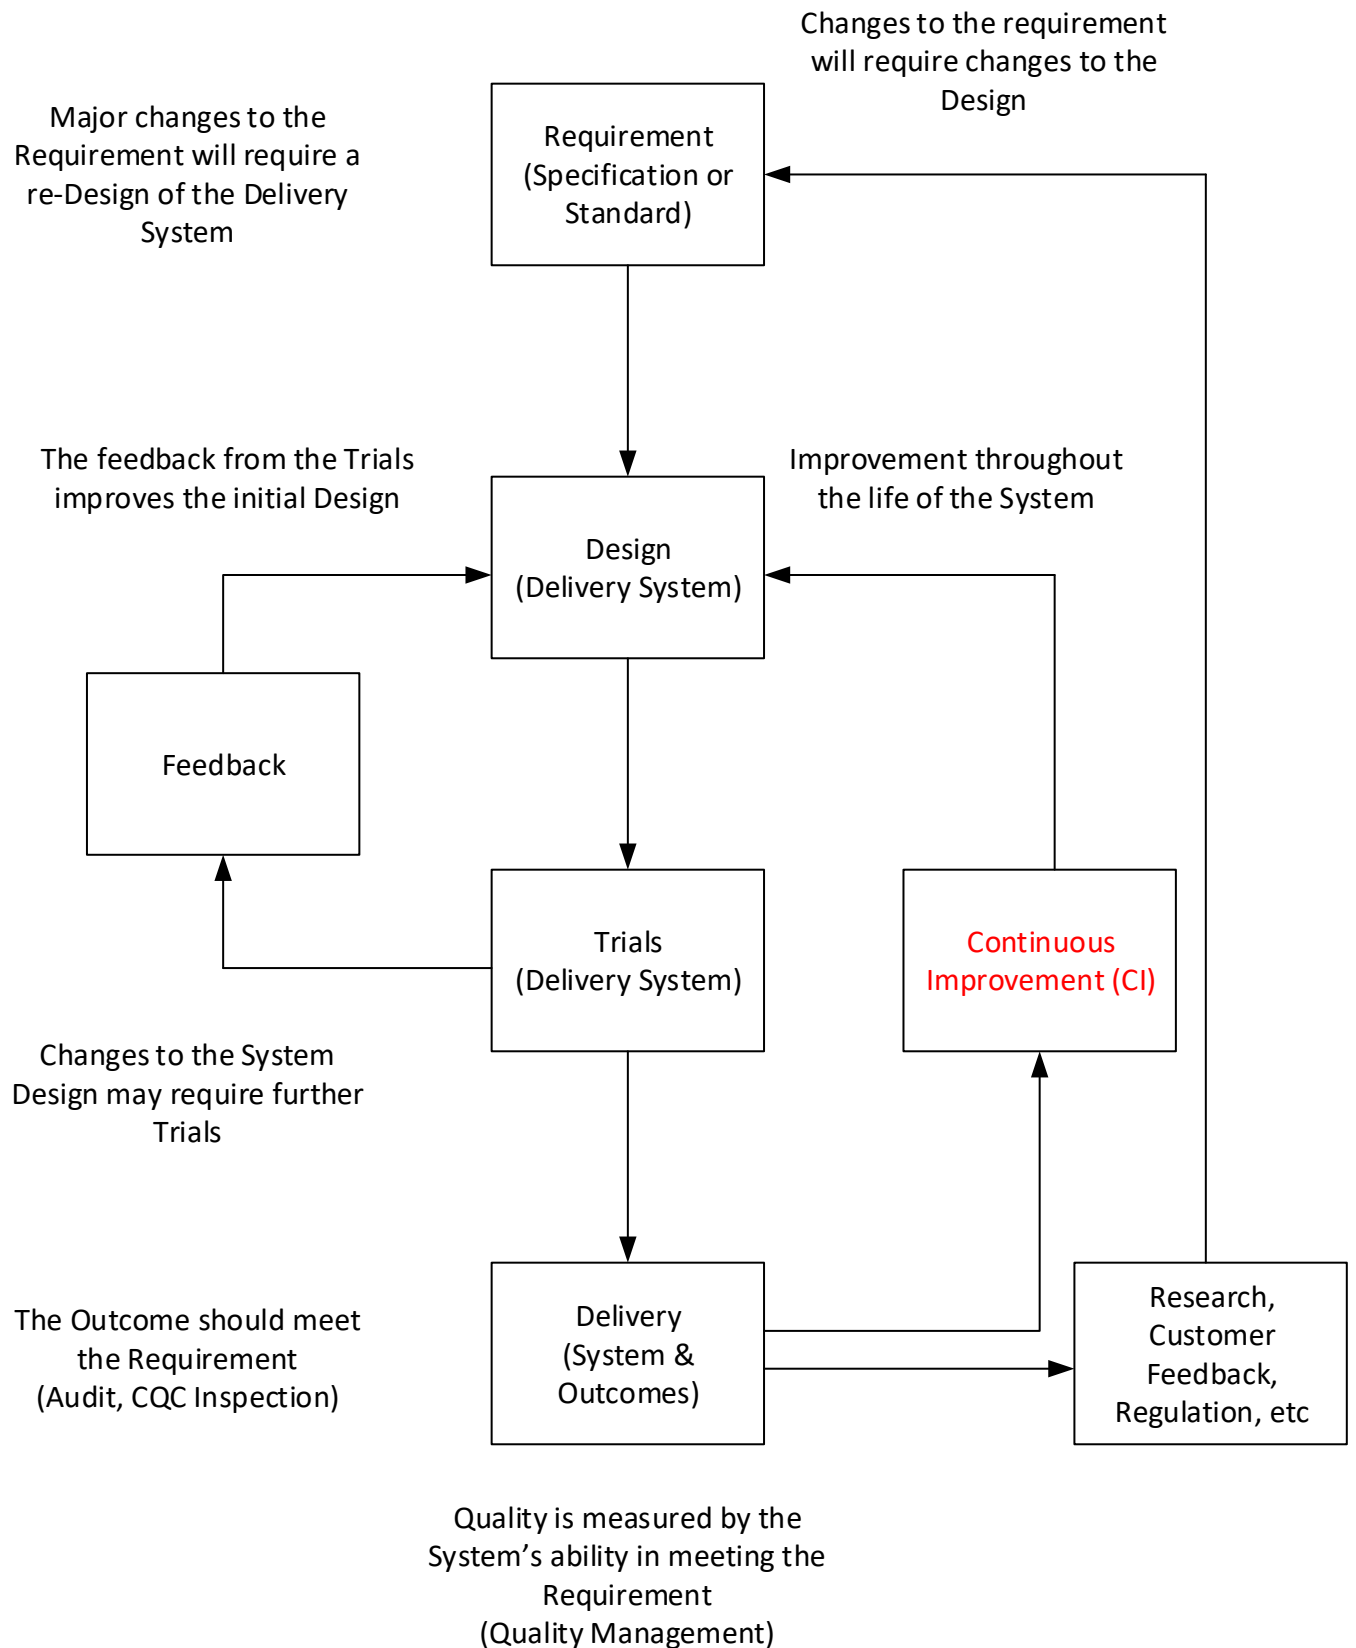 Changes to the requirement
will require changes to the
Design
Major changes to the
Requirement will require a
re-Design of the Delivery
System
Requirement
(Specification or
Standard)
The feedback from the Trials
improves the initial Design
Improvement throughout
the life of the System
Design
(Delivery System)
Feedback
Trials
(Delivery System)
Continuous
Improvement (CI)
Changes to the System
Design may require further
Trials
The Outcome should meet
the Requirement
(Audit, CQC Inspection)
Delivery
(System &
Outcomes)
Research,
Customer
Feedback,
Regulation, etc
Quality is measured by the
System’s ability in meeting the
Requirement
(Quality Management)